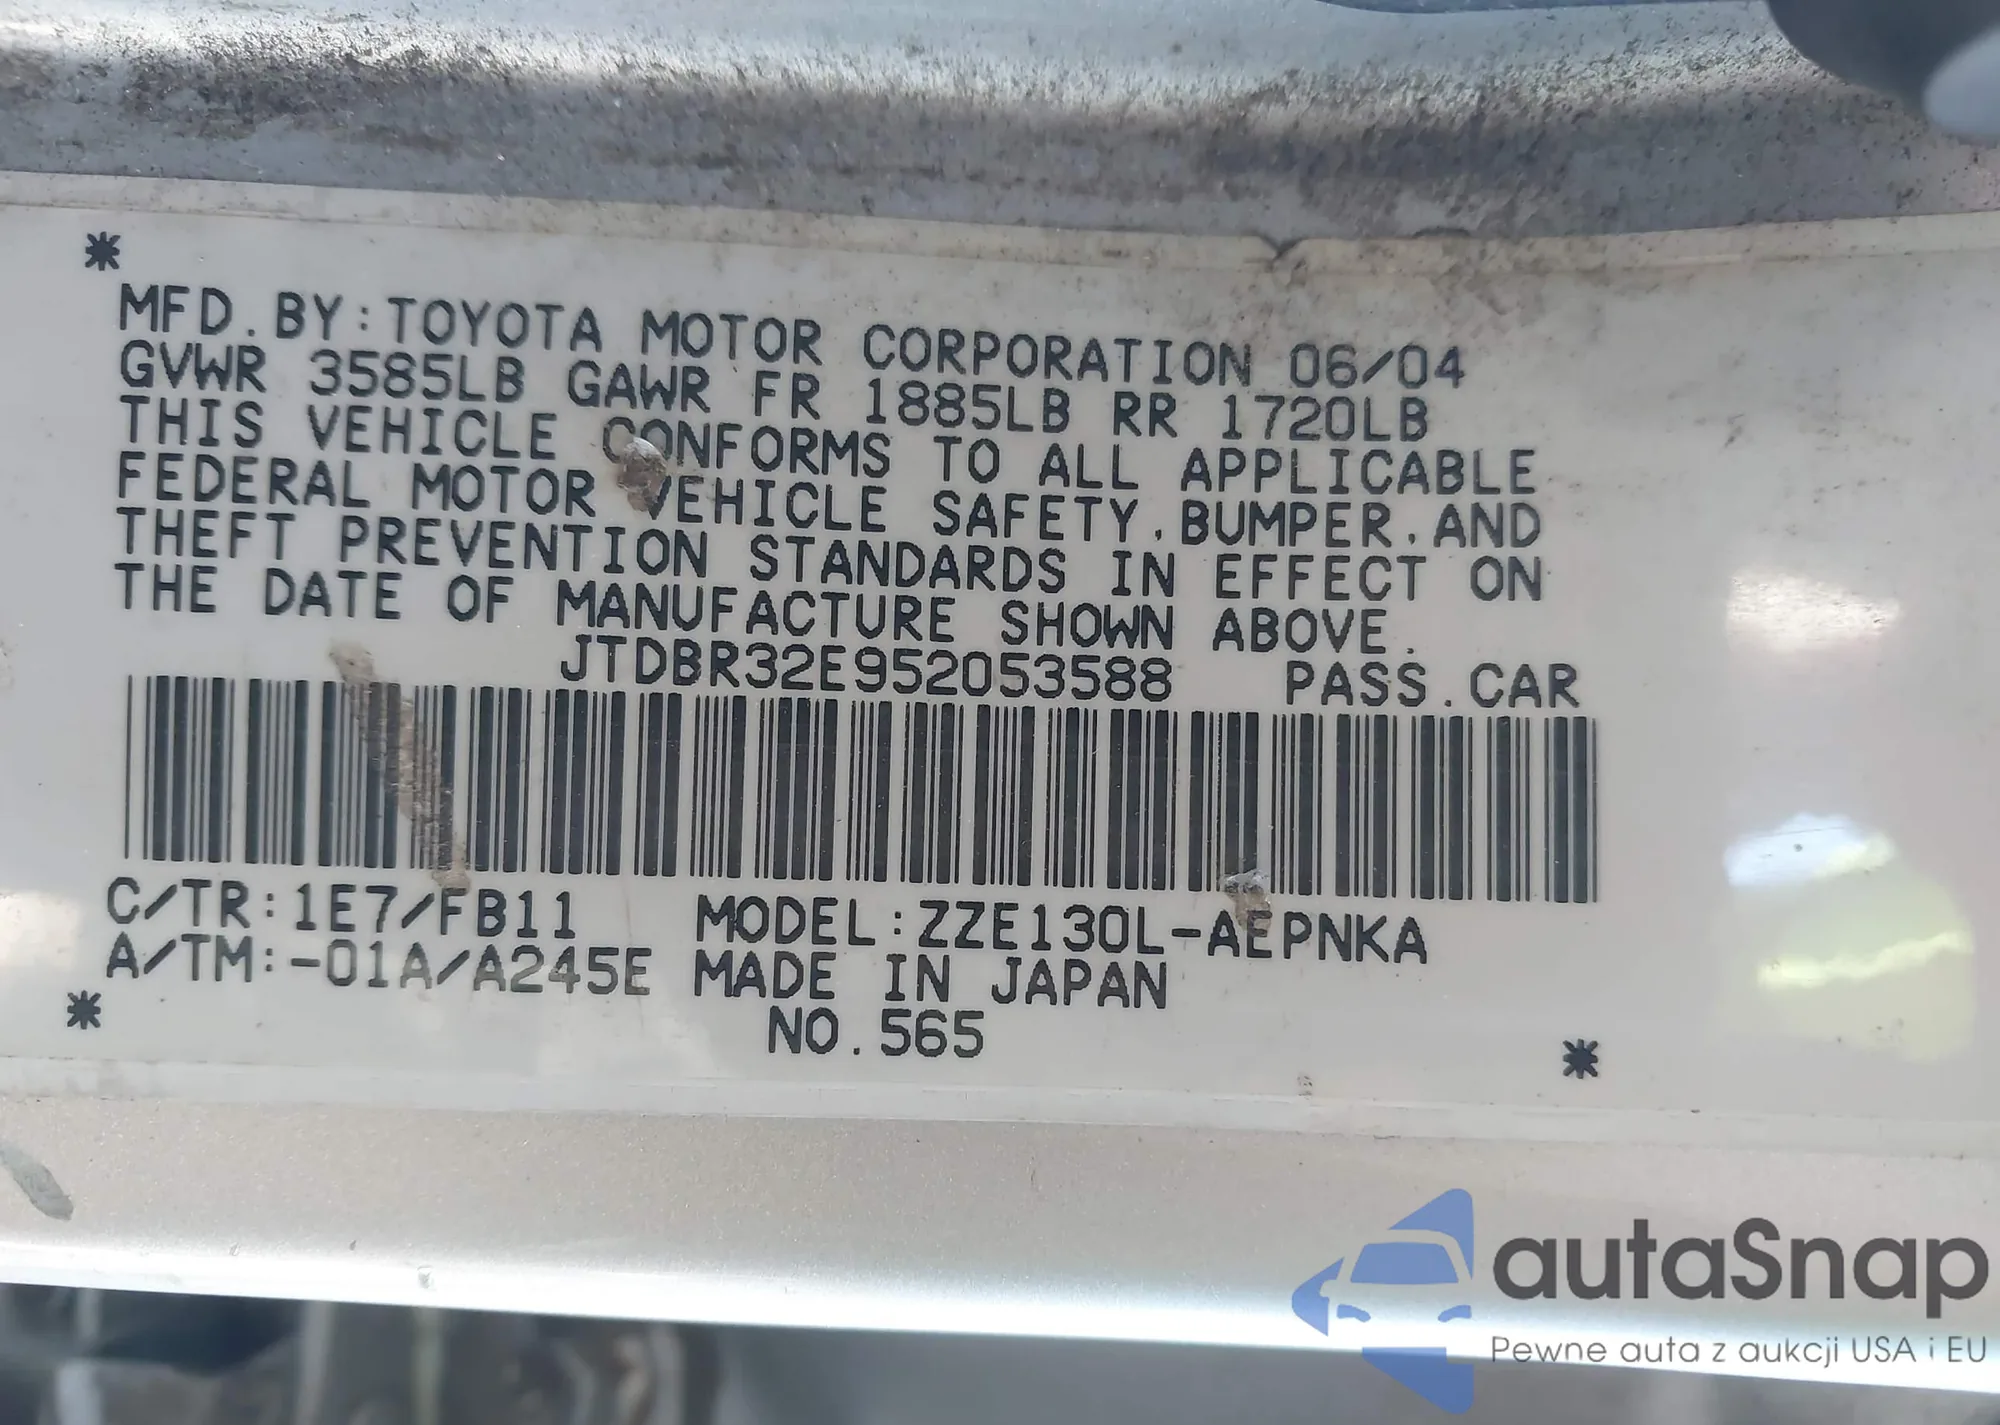 *
MFD.BY:TOYOTA MOTOR CORPORATION 06/04
GVWR 3585LB GAWR FR 1885LB RR 1720LB
THIS VEHICLE CONFORMS TO ALL APPLICABLE
FEDERAL MOTOR VEHICLE SAFETY,BUMPER,AND
THEFT PREVENTION STANDARDS IN EFFECT ON
THE DATE OF MANUFACTURE SHOWN ABOVE.
JTDBR32E952053588 PASS.CAR
C/TR:1E7/FB11 MODEL:ZZE130L-AEPNKA
A/TM:-01A/A245E MADE IN JAPAN
* NO.565 *
autaSnap
Pewne auta z aukcji USA i EU